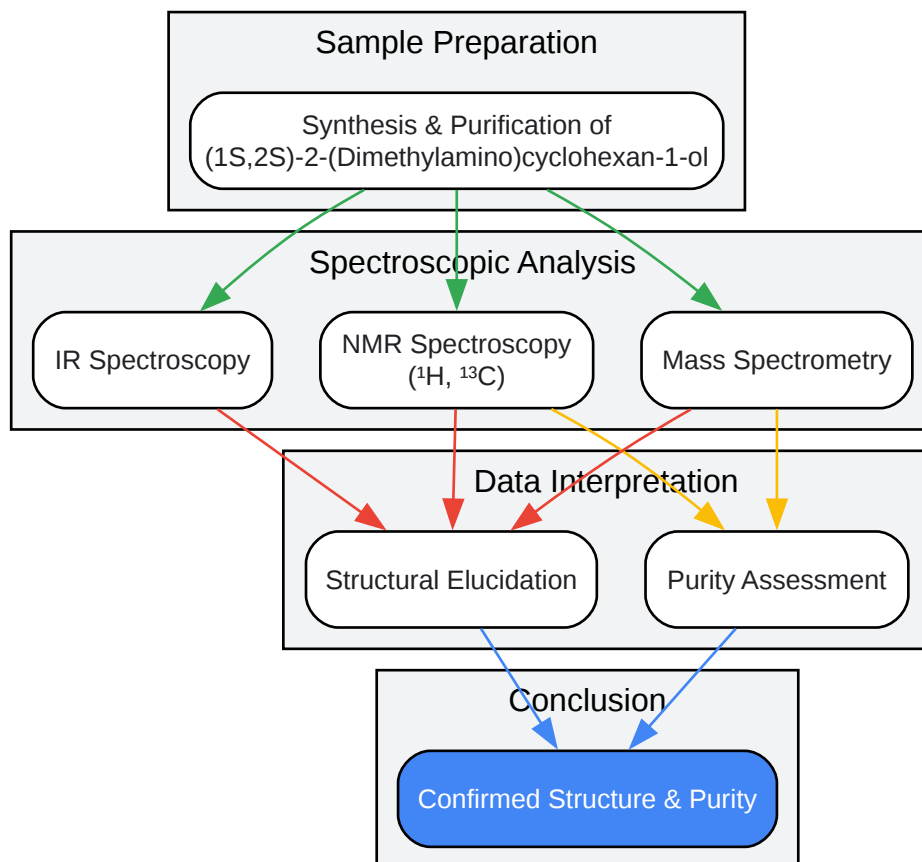 Sample Preparation
Synthesis & Purification of
(1S,2S)-2-(Dimethylamino)cyclohexan-1-ol
Spectroscopic Analysis
IR Spectroscopy
NMR Spectroscopy
(¹H, ¹³C)
Mass Spectrometry
Data Interpretation
Structural Elucidation
Purity Assessment
Conclusion
Confirmed Structure & Purity